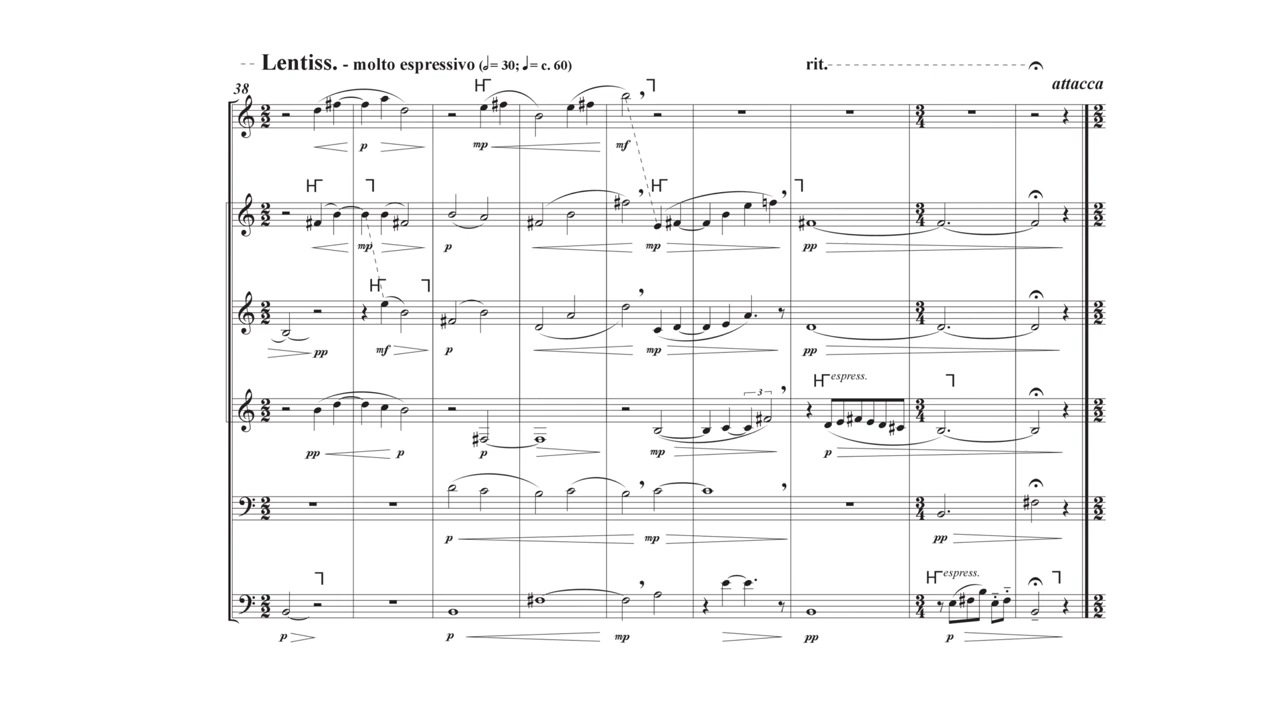 Lentiss. - molto espressivo (𝅗𝅥= 30; ♩= c. 60) rit.
38 attacca
p mp mf
mp p mp pp
pp mf p mp pp
espress.
3
pp p p mp p
p mp pp
espress.
p p mp pp p